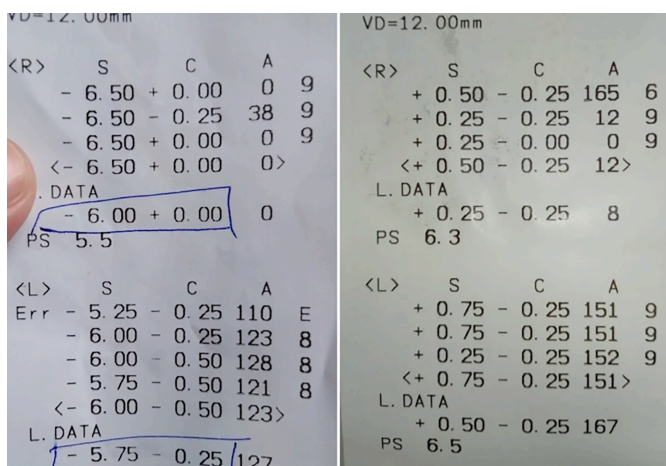 VD=12.00mm
<R> S C A
- 6.50 + 0.00 0 9
- 6.50 - 0.25 38 9
- 6.50 + 0.00 0 9
<- 6.50 + 0.00 0>
. DATA
- 6.00 + 0.00 0
PS 5.5
<L> S C A
Err - 5.25 - 0.25 110 E
- 6.00 - 0.25 123 8
- 6.00 - 0.50 128 8
- 5.75 - 0.50 121 8
<- 6.00 - 0.50 123>
L. DATA
- 5.75 - 0.25 127
VD=12.00mm
<R> S C A
+ 0.50 - 0.25 165 6
+ 0.25 - 0.25 12 9
+ 0.25 - 0.00 0 9
<+ 0.50 - 0.25 12>
L. DATA
+ 0.25 - 0.25 8
PS 6.3
<L> S C A
+ 0.75 - 0.25 151 9
+ 0.75 - 0.25 151 9
+ 0.25 - 0.25 152 9
<+ 0.75 - 0.25 151>
L. DATA
+ 0.50 - 0.25 167
PS 6.5